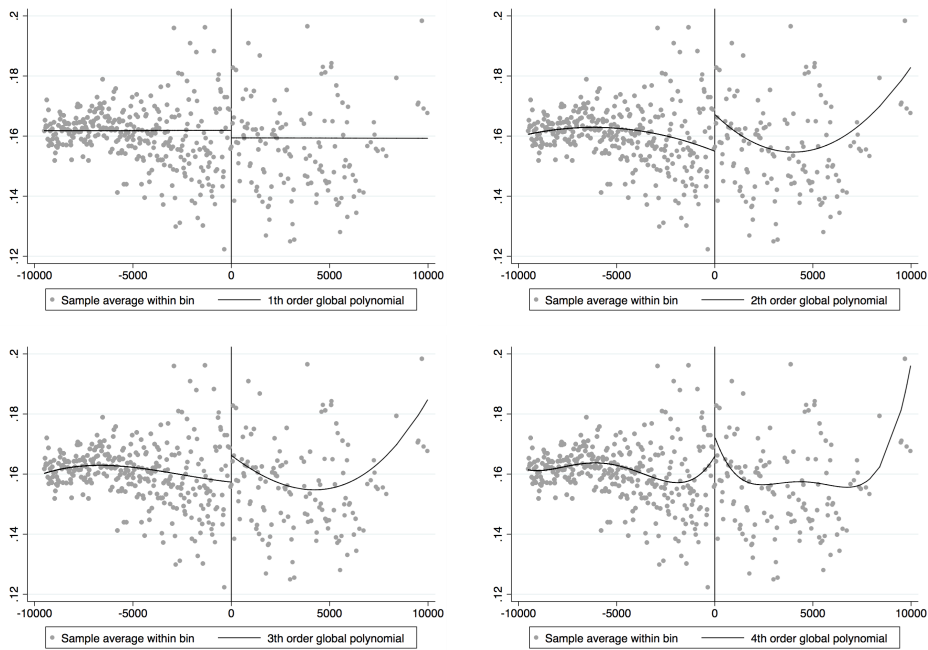 .2 .2
.18 .18
.16 .16
.14 .14
.12 .12
-10000 -5000 0 5000 10000 -10000 -5000 0 5000 10000
Sample average within bin 1th order global polynomial Sample average within bin 2th order global polynomial
.2 .2
.18 .18
.16 .16
.14 .14
.12 .12
-10000 -5000 0 5000 10000 -10000 -5000 0 5000 10000
Sample average within bin 3th order global polynomial Sample average within bin 4th order global polynomial